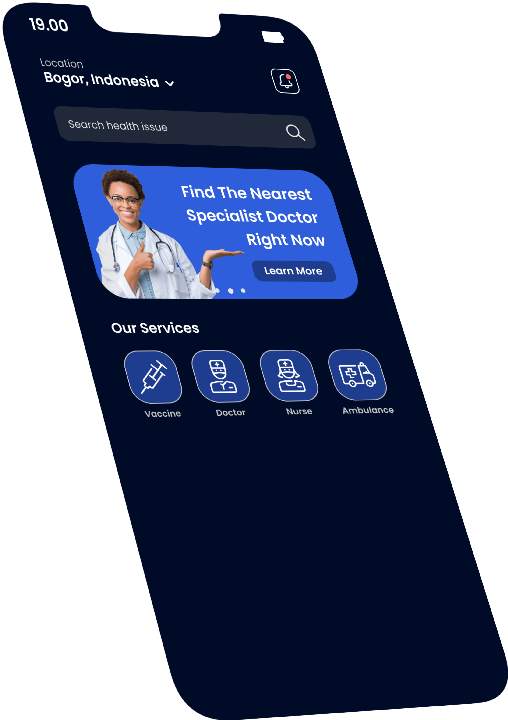 19.00
Location
Bogor, Indonesia
Search health issue
Find The Nearest
Specialist Doctor
Right Now
Learn More
Our Services
Vaccine
Doctor
Nurse
Ambulance